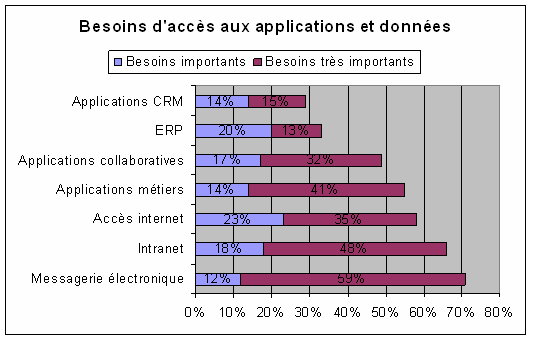 Besoins d'accès aux applications et données
Besoins importants Besoins très importants
Applications CRM 14% 15%
ERP 20% 13%
Applications collaboratives 17% 32%
Applications métiers 14% 41%
Accès internet 23% 35%
Intranet 18% 48%
Messagerie électronique 12% 59%
0% 10% 20% 30% 40% 50% 60% 70% 80%